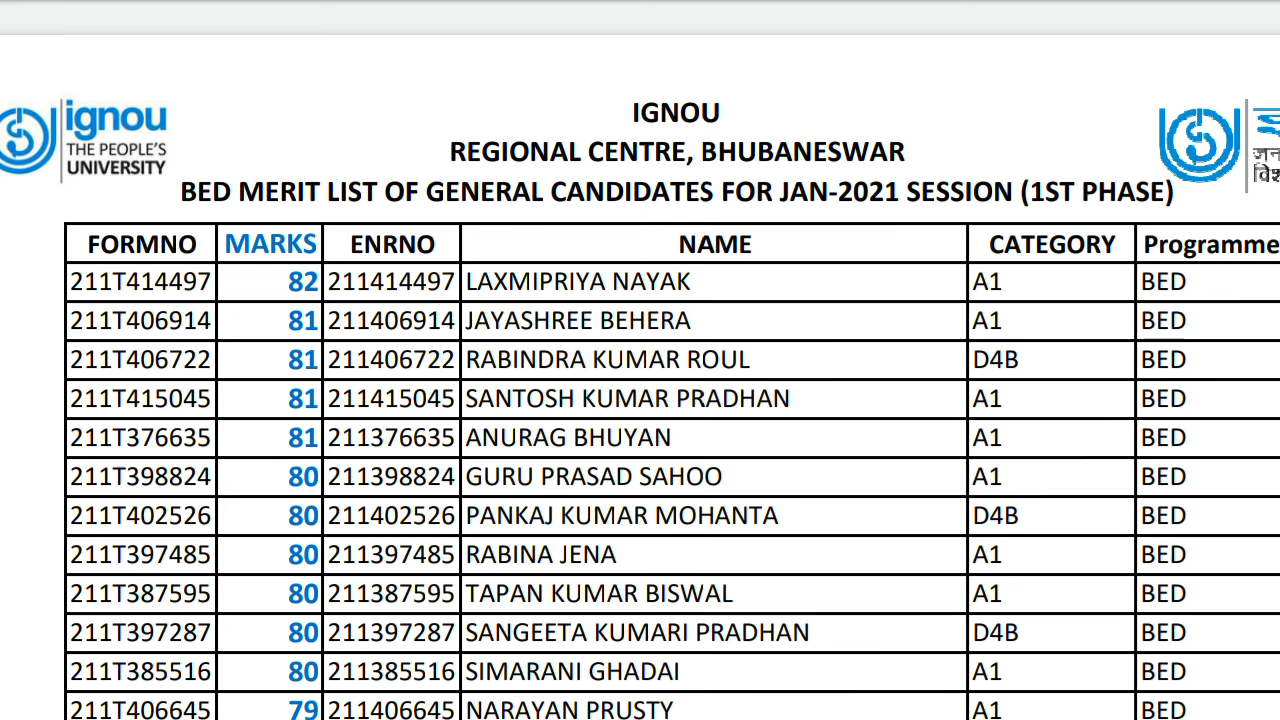 ignou
THE PEOPLE'S
UNIVERSITY
IGNOU
REGIONAL CENTRE, BHUBANESWAR
BED MERIT LIST OF GENERAL CANDIDATES FOR JAN-2021 SESSION (1ST PHASE)
जन
FORMNO MARKS ENRNO NAME CATEGORY Programme
211T414497 82 211414497 LAXMIPRIYA NAYAK A1 BED
211T406914 81 211406914 JAYASHREE BEHERA A1 BED
211T406722 81 211406722 RABINDRA KUMAR ROUL D4B BED
211T415045 81 211415045 SANTOSH KUMAR PRADHAN A1 BED
211T376635 81 211376635 ANURAG BHUYAN A1 BED
211T398824 80 211398824 GURU PRASAD SAHOO A1 BED
211T402526 80 211402526 PANKAJ KUMAR MOHANTA D4B BED
211T397485 80 211397485 RABINA JENA A1 BED
211T387595 80 211387595 TAPAN KUMAR BISWAL A1 BED
211T397287 80 211397287 SANGEETA KUMARI PRADHAN D4B BED
211T385516 80 211385516 SIMARANI GHADAI A1 BED
211T406645 79 211406645 NARAYAN PRUSTY A1 BED